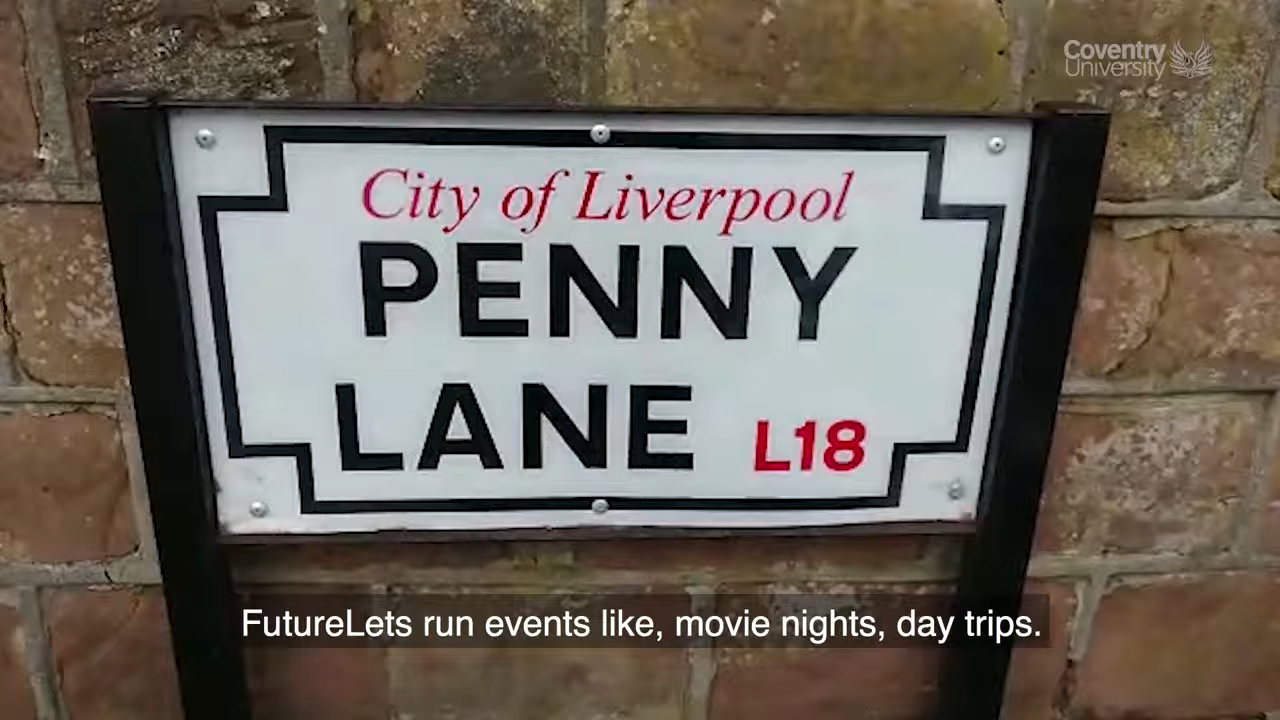 Coventry
University
City of Liverpool
PENNY
LANE L18
FutureLets run events like, movie nights, day trips.